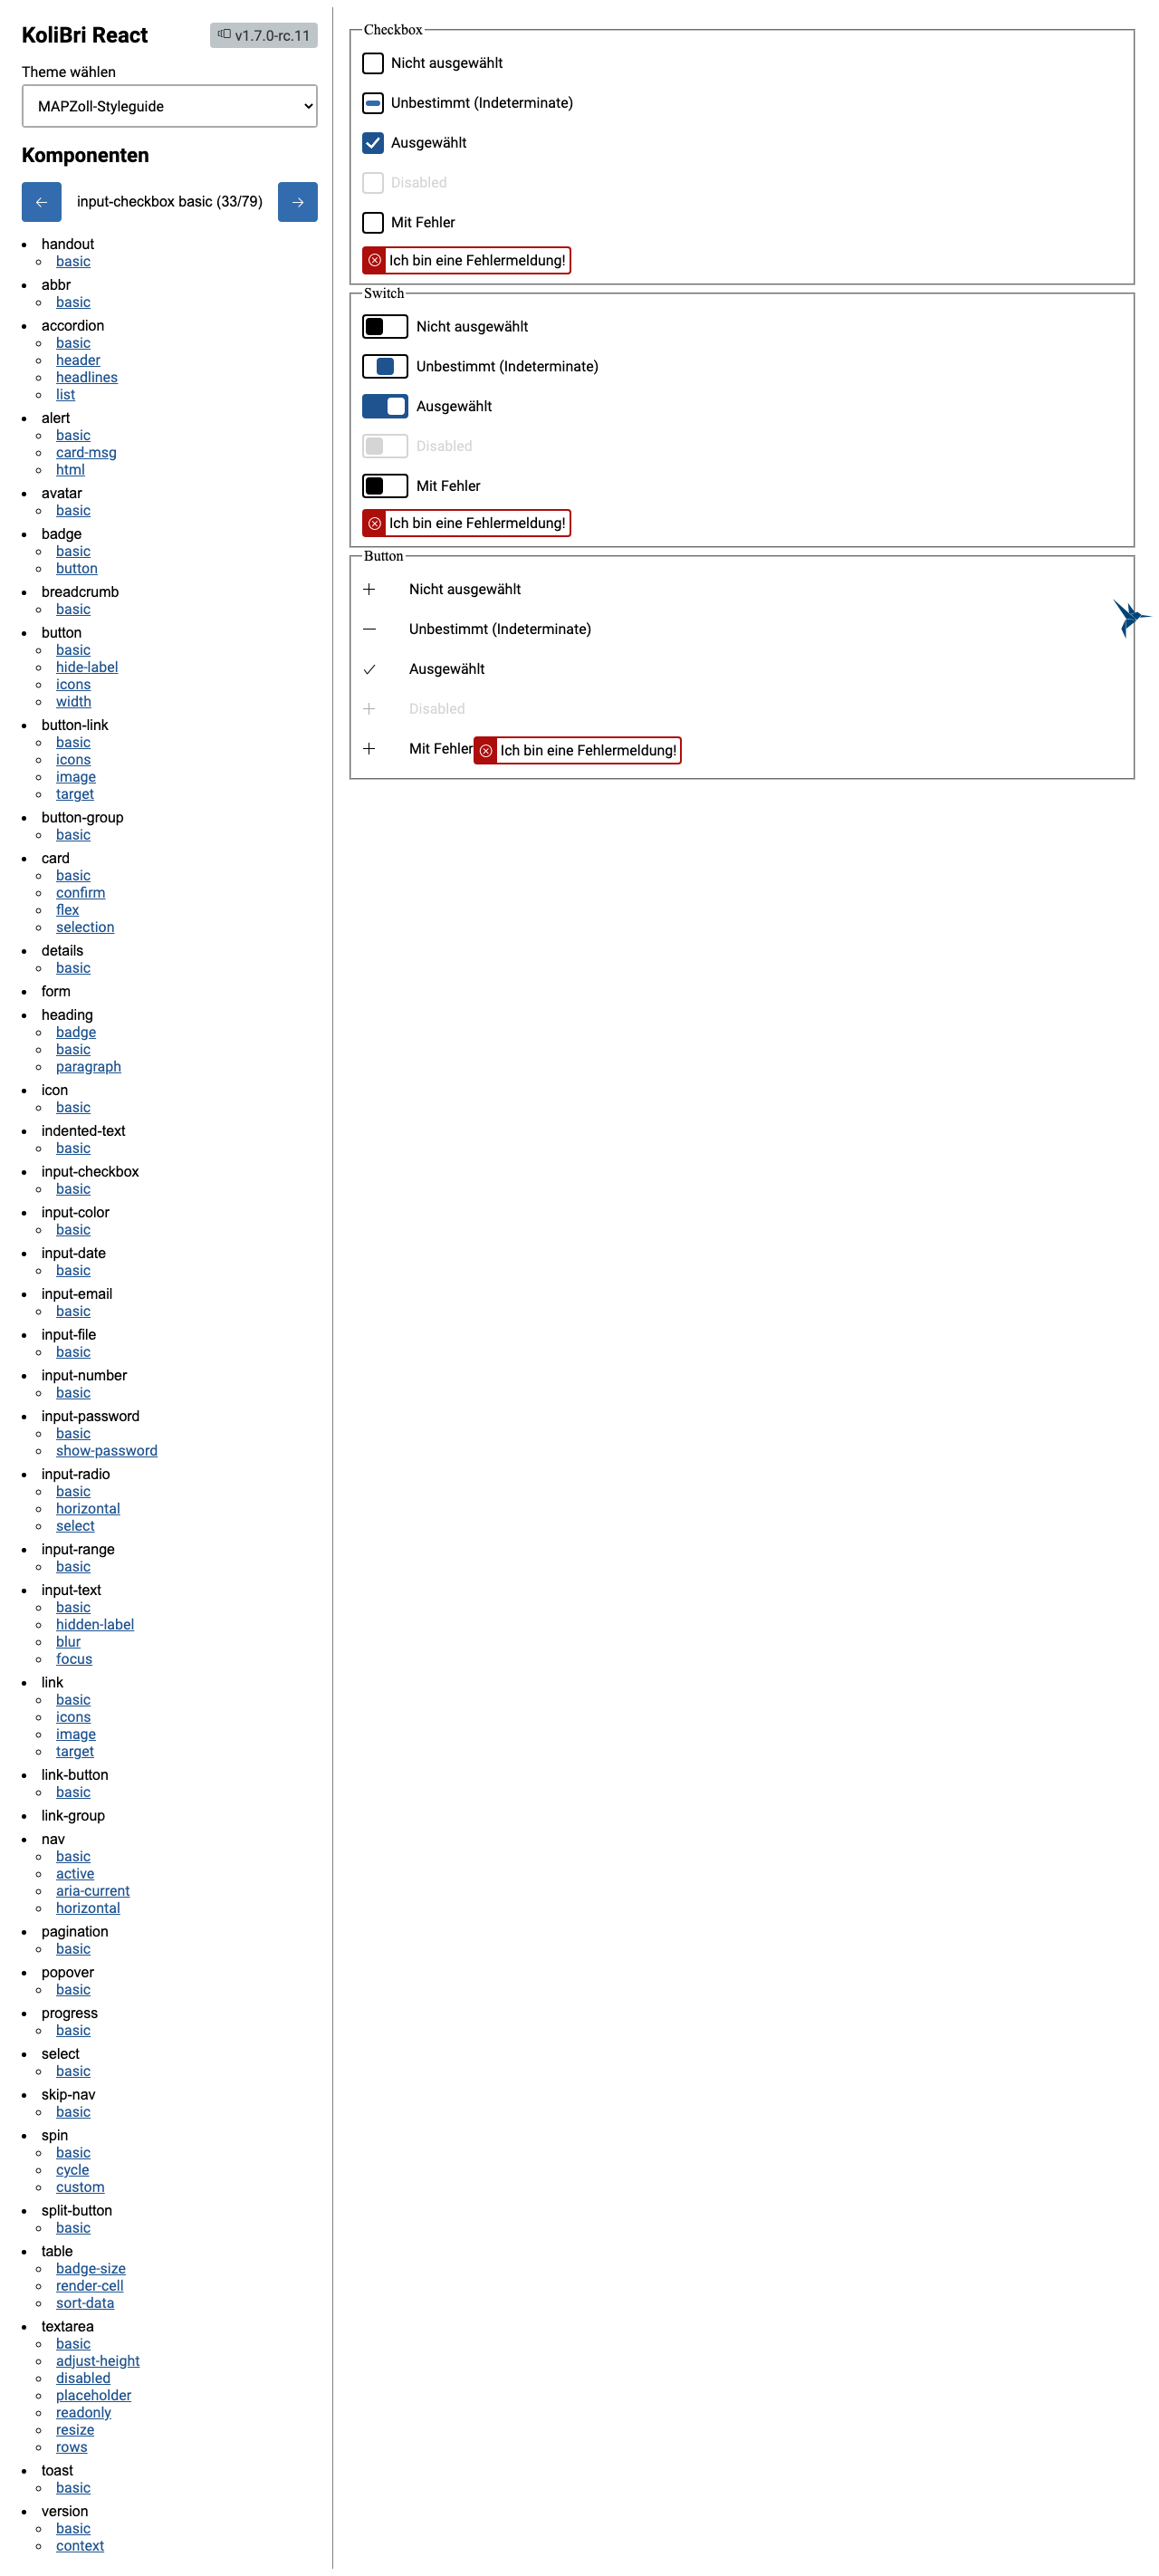 KoliBri React
v1.7.0-rc.11
Theme wählen
MAPZoll-Styleguide
Komponenten
input-checkbox basic (33/79)
handout
basic
abbr
basic
accordion
basic
header
headlines
list
alert
basic
card-msg
html
avatar
basic
badge
basic
button
breadcrumb
basic
button
basic
hide-label
icons
width
button-link
basic
icons
image
target
button-group
basic
card
basic
confirm
flex
selection
details
basic
form
heading
badge
basic
paragraph
icon
basic
indented-text
basic
input-checkbox
basic
input-color
basic
input-date
basic
input-email
basic
input-file
basic
input-number
basic
input-password
basic
show-password
input-radio
basic
horizontal
select
input-range
basic
input-text
basic
hidden-label
blur
focus
link
basic
icons
image
target
link-button
basic
link-group
nav
basic
active
aria-current
horizontal
pagination
basic
popover
basic
progress
basic
select
basic
skip-nav
basic
spin
basic
cycle
custom
split-button
basic
table
badge-size
render-cell
sort-data
textarea
basic
adjust-height
disabled
placeholder
readonly
resize
rows
toast
basic
version
basic
context
Checkbox
Nicht ausgewählt
Unbestimmt (Indeterminate)
Ausgewählt
Disabled
Mit Fehler
Ich bin eine Fehlermeldung!
Switch
Nicht ausgewählt
Unbestimmt (Indeterminate)
Ausgewählt
Disabled
Mit Fehler
Ich bin eine Fehlermeldung!
Button
Nicht ausgewählt
Unbestimmt (Indeterminate)
Ausgewählt
Disabled
Mit Fehler Ich bin eine Fehlermeldung!